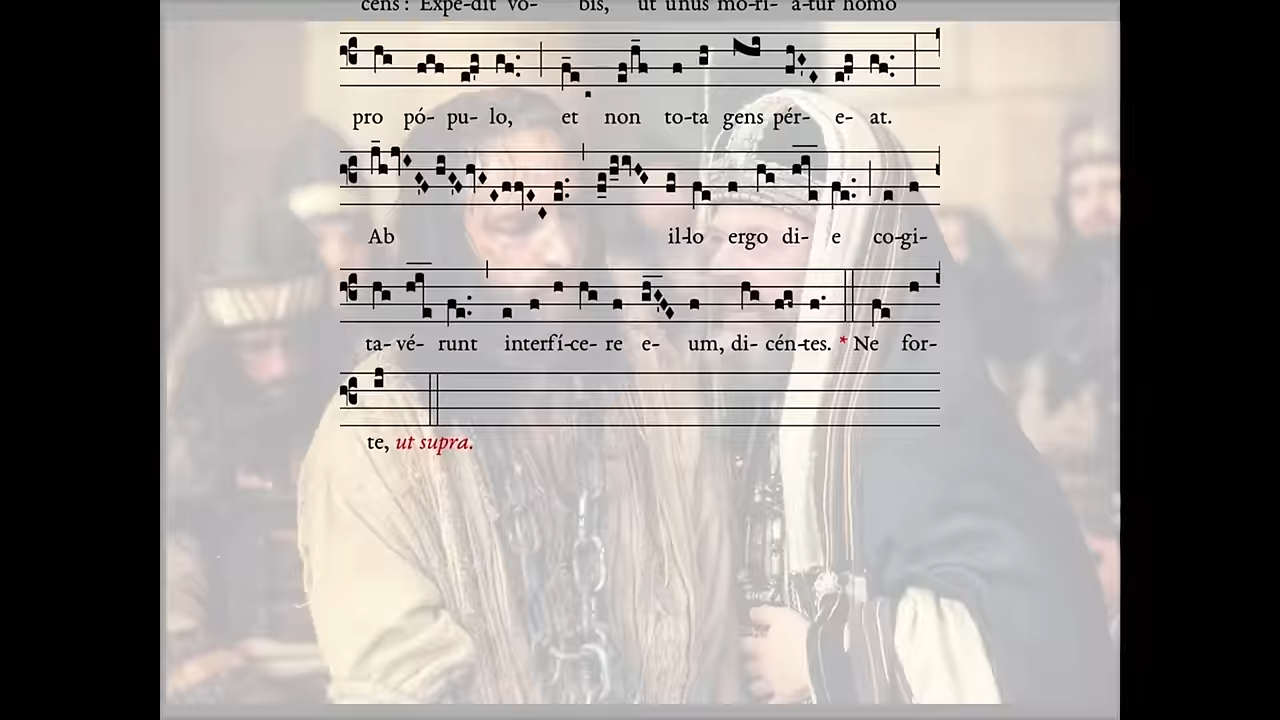 cens: Expe-dit vo- bis, ut unus mo-ri- a-tur homo
pro pó- pu- lo, et non to-ta gens pér- e- at.
Ab il-lo ergo di- e co-gi-
ta- vé- runt interfí-ce- re e- um, di- cén-tes. * Ne for-
te, ut supra.